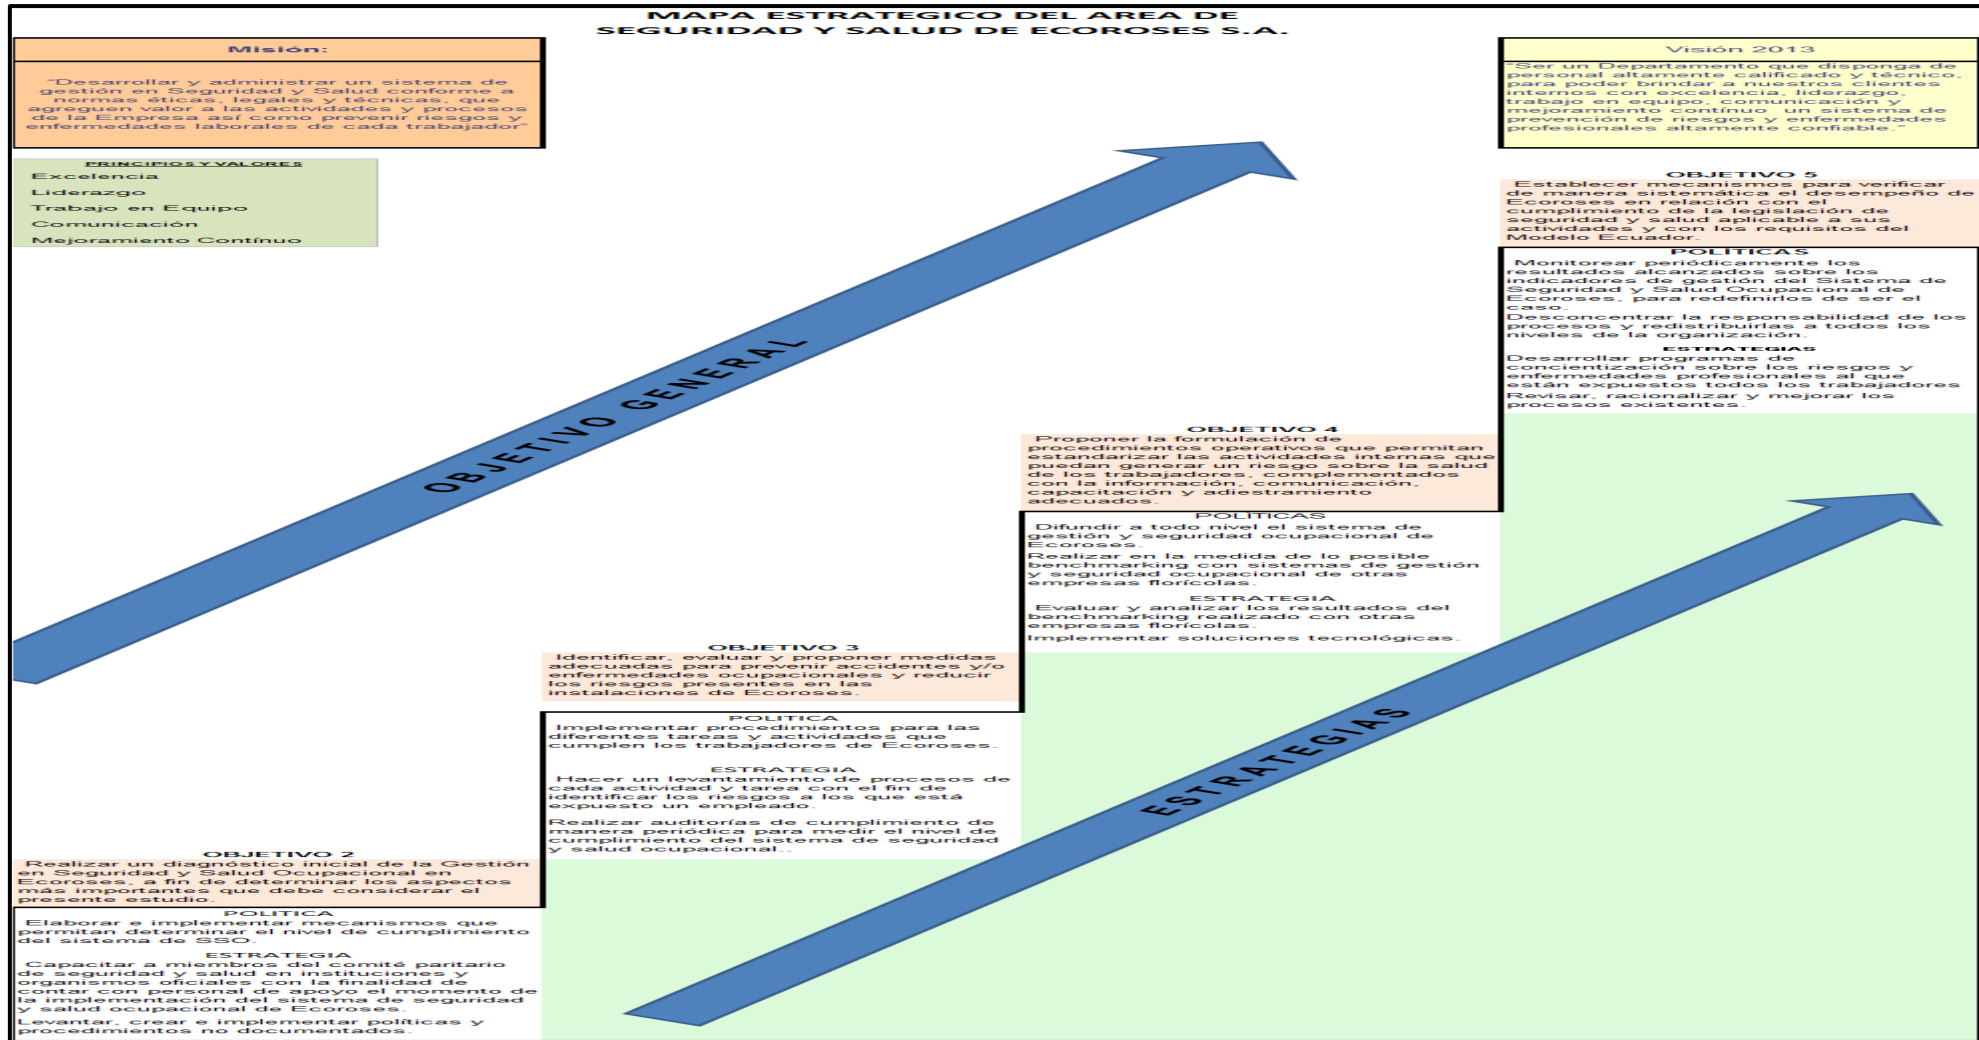 MAPA ESTRATEGICO DEL AREA DE
SEGURIDAD Y SALUD DE ECOROSES S.A.
Misión:
"Desarrollar y administrar un sistema de
gestión en Seguridad y Salud conforme a
normas éticas, legales y técnicas, que
agreguen valor a las actividades y procesos
de la Empresa así como prevenir riesgos y
enfermedades laborales de cada trabajador"
PRINCIPIOS Y VALORES
Excelencia
Liderazgo
Trabajo en Equipo
Comunicación
Mejoramiento Contínuo
Visión 2013
"Ser un Departamento que disponga de
personal altamente calificado y técnico,
para poder brindar a nuestros clientes
internos con excelencia, liderazgo,
trabajo en equipo, comunicación y
mejoramiento contínuo un sistema de
prevención de riesgos y enfermedades
profesionales altamente confiable."
OBJETIVO GENERAL
OBJETIVO 5
Establecer mecanismos para verificar
de manera sistemática el desempeño de
Ecoroses en relación con el
cumplimiento de la legislación de
seguridad y salud aplicable a sus
actividades y con los requisitos del
Modelo Ecuador.
POLÍTICAS
Monitorear periódicamente los
resultados alcanzados sobre los
indicadores de gestión del Sistema de
Seguridad y Salud Ocupacional de
Ecoroses, para redefinirlos de ser el
caso.
Desconcentrar la responsabilidad de los
procesos y redistribuirlas a todos los
niveles de la organización.
ESTRATEGIAS
Desarrollar programas de
concientización sobre los riesgos y
enfermedades profesionales al que
están expuestos todos los trabajadores
Revisar, racionalizar y mejorar los
procesos existentes.
OBJETIVO 4
Proponer la formulación de
procedimientos operativos que permitan
estandarizar las actividades internas que
puedan generar un riesgo sobre la salud
de los trabajadores, complementados
con la información, comunicación,
capacitación y adiestramiento
adecuados.
POLÍTICAS
Difundir a todo nivel el sistema de
gestión y seguridad ocupacional de
Ecoroses.
Realizar en la medida de lo posible
benchmarking con sistemas de gestión
y seguridad ocupacional de otras
empresas florícolas.
ESTRATEGIA
Evaluar y analizar los resultados del
benchmarking realizado con otras
empresas florícolas.
Implementar soluciones tecnológicas.
OBJETIVO 3
Identificar, evaluar y proponer medidas
adecuadas para prevenir accidentes y/o
enfermedades ocupacionales y reducir
los riesgos presentes en las
instalaciones de Ecoroses.
POLITICA
Implementar procedimientos para las
diferentes tareas y actividades que
cumplen los trabajadores de Ecoroses.
ESTRATEGIA
Hacer un levantamiento de procesos de
cada actividad y tarea con el fin de
identificar los riesgos a los que está
expuesto un empleado.
Realizar auditorías de cumplimiento de
manera periódica para medir el nivel de
cumplimiento del sistema de seguridad
y salud ocupacional..
ESTRATEGIAS
OBJETIVO 2
Realizar un diagnóstico inicial de la Gestión
en Seguridad y Salud Ocupacional en
Ecoroses, a fin de determinar los aspectos
más importantes que debe considerar el
presente estudio.
POLITICA
Elaborar e implementar mecanismos que
permitan determinar el nivel de cumplimiento
del sistema de SSO.
ESTRATEGIA
Capacitar a miembros del comité paritario
de seguridad y salud en instituciones y
organismos oficiales con la finalidad de
contar con personal de apoyo el momento de
la implementación del sistema de seguridad
y salud ocupacional de Ecoroses.
Levantar, crear e implementar políticas y
procedimientos no documentados.